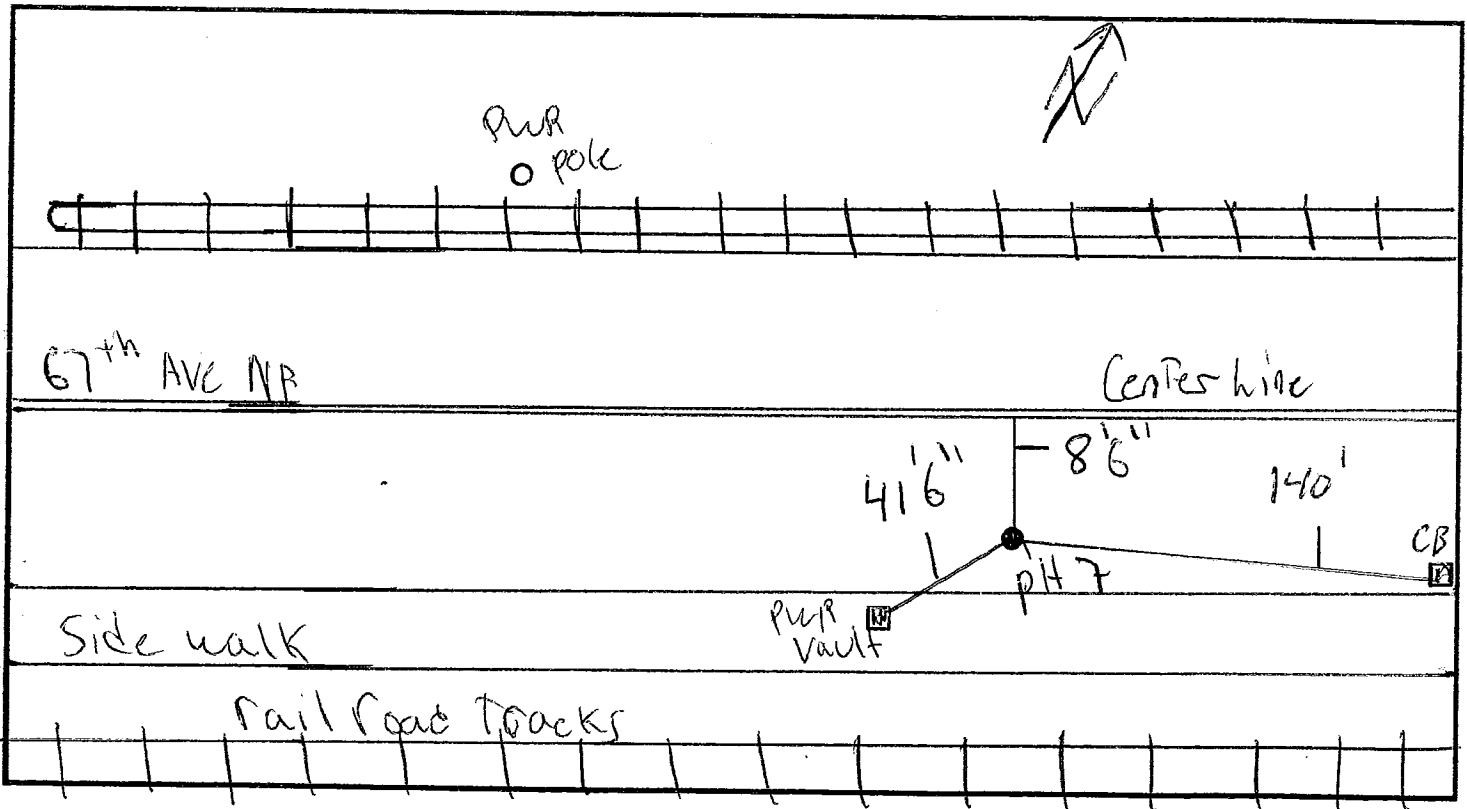 N
PWR
pole
67th Ave NE
Center Line
8'6"
41'6"
140'
CB
pH 7
PWR
Vault
Side walk
rail road Tracks